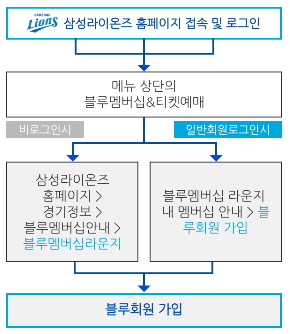 SAMSUNG
Lions 삼성라이온즈 홈페이지 접속 및 로그인
메뉴 상단의
블루멤버십&티켓예매
비로그인시
일반회원로그인시
삼성라이온즈
홈페이지 >
경기정보 >
블루멤버십안내 >
블루멤버십라운지
블루멤버십 라운지
내 멤버십 안내 > 블
루회원 가입
블루회원 가입